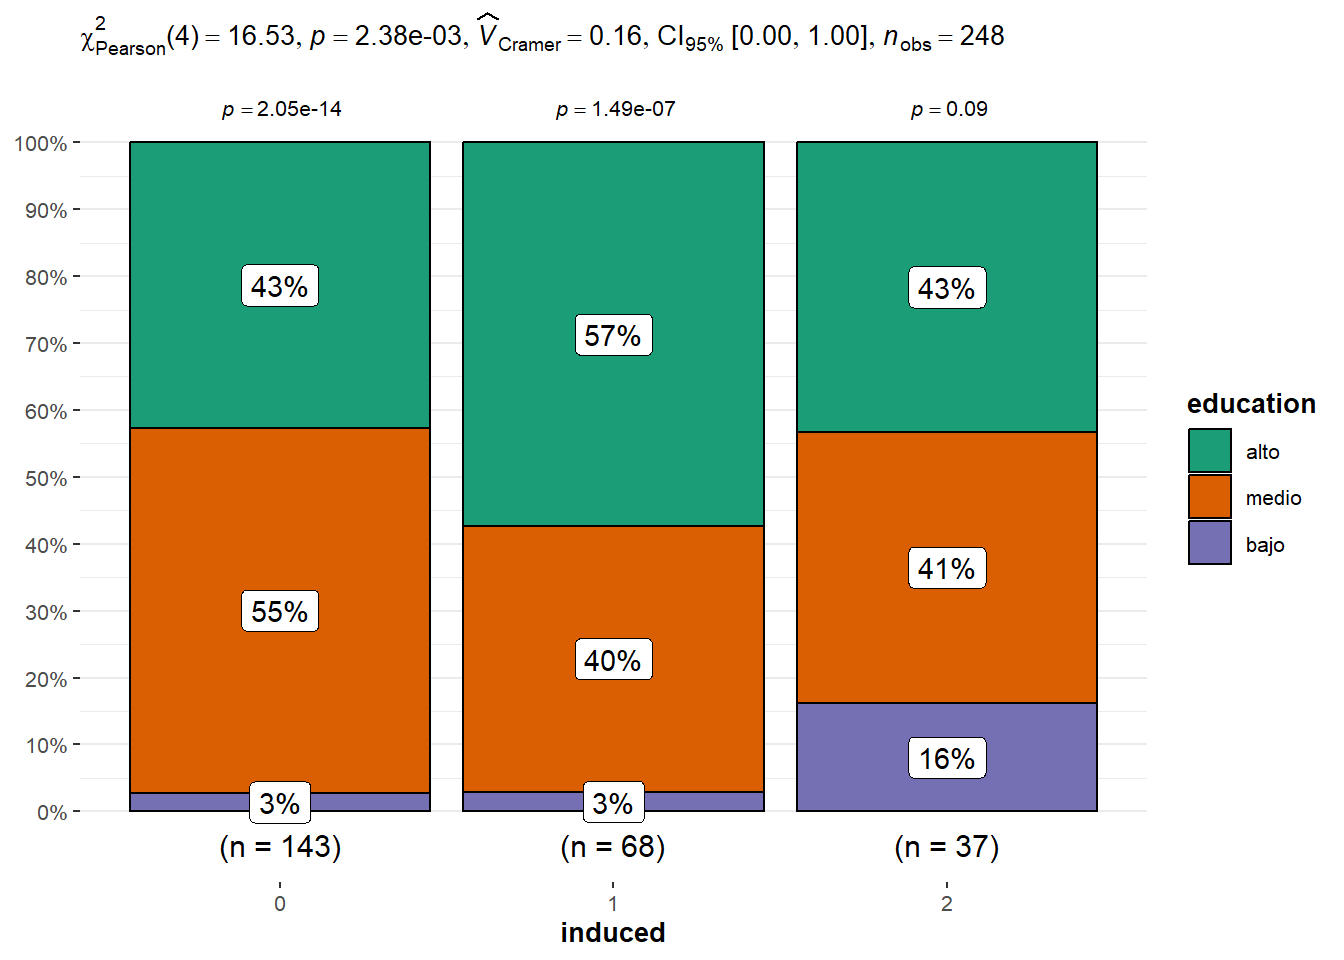 χ²Pearson(4) = 16.53, p = 2.38e-03, V̂Cramer = 0.16, CI95% [0.00, 1.00], nobs = 248
p = 2.05e-14 p = 1.49e-07 p = 0.09
100%
90%
80%
70%
60%
50%
40%
30%
20%
10%
0%
43% 57% 43%
55% 40% 41%
3% 3% 16%
(n = 143) (n = 68) (n = 37)
0 1 2
induced
education
alto
medio
bajo